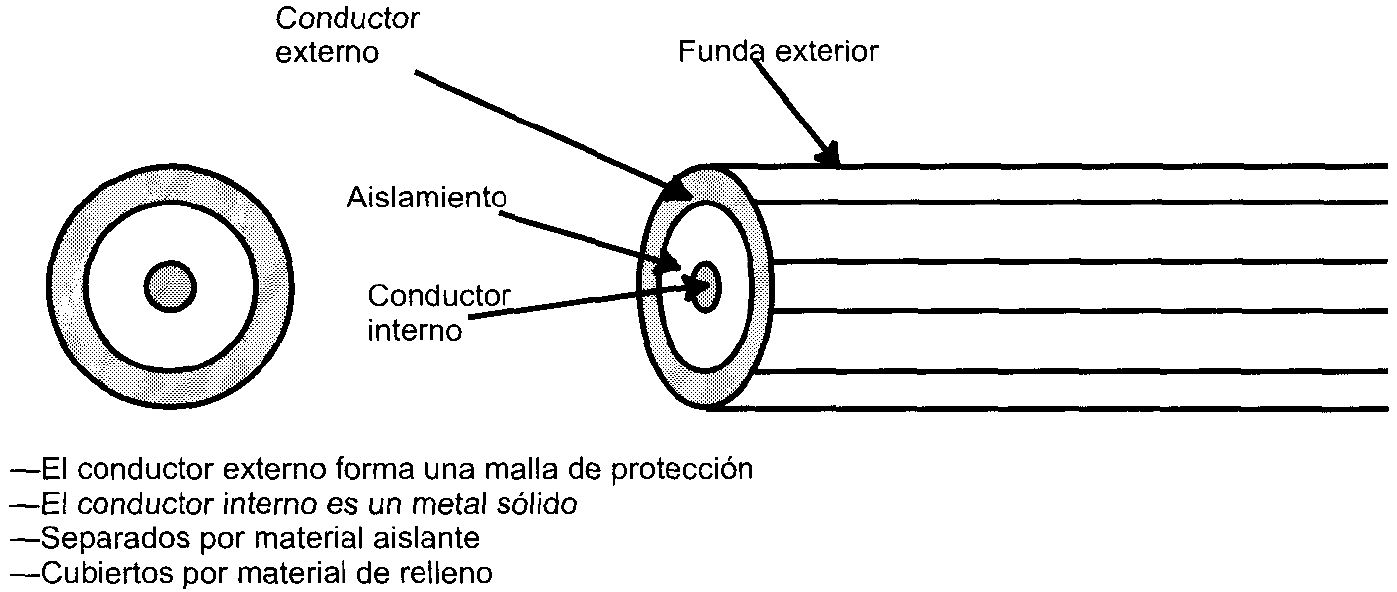 Conductor
externo
Funda exterior
Aislamiento
Conductor
interno
—El conductor externo forma una malla de protección
—El conductor interno es un metal sólido
—Separados por material aislante
—Cubiertos por material de relleno